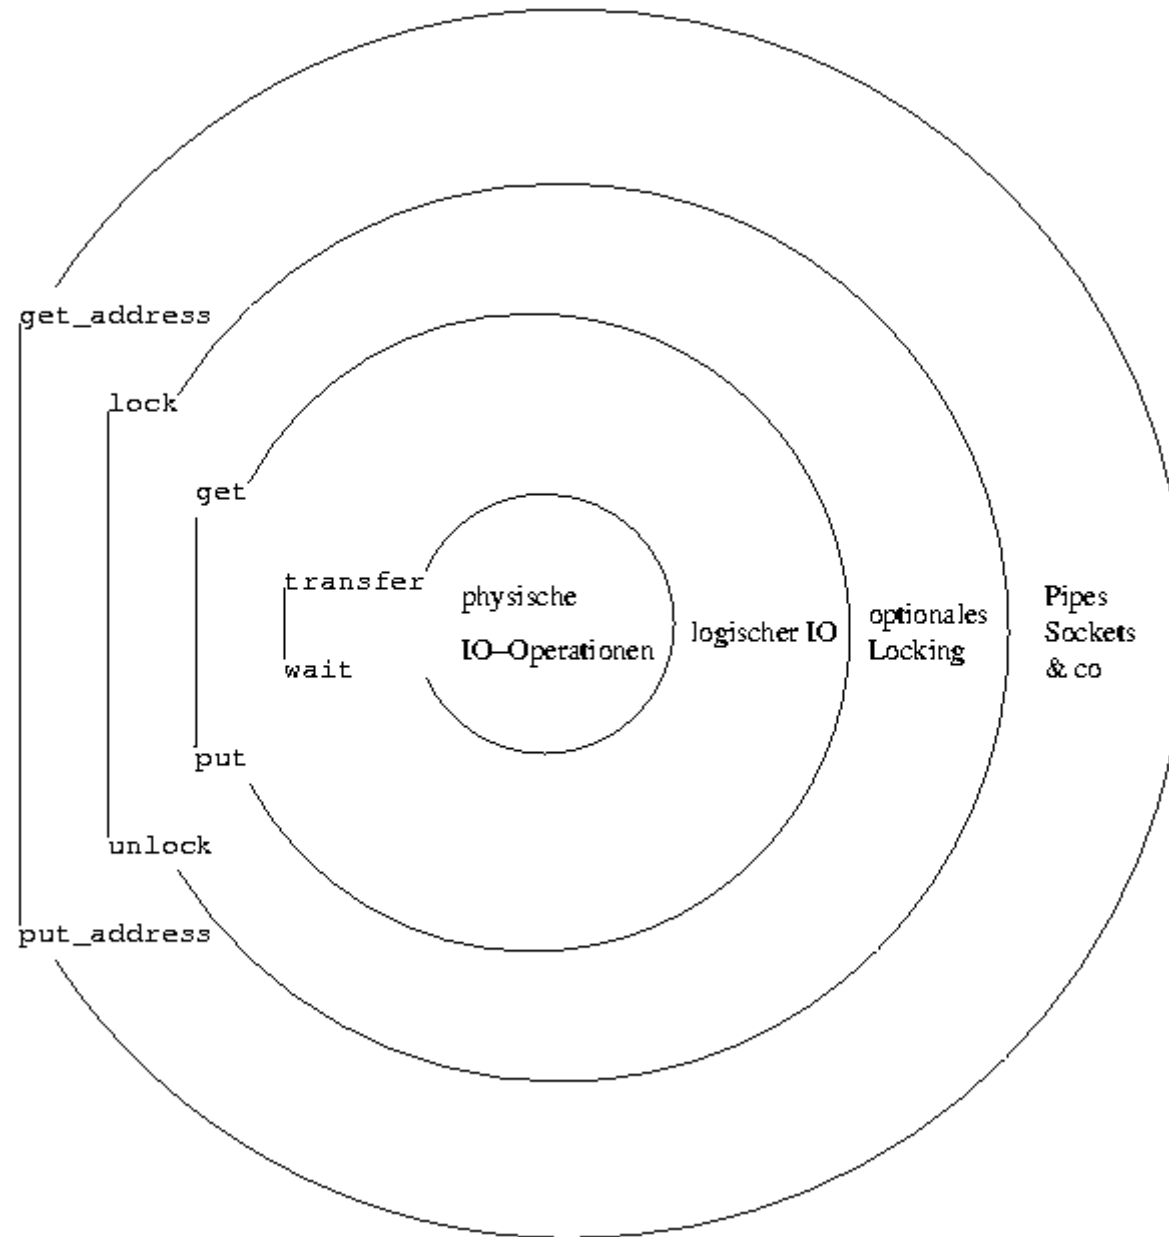 get_address
lock
get
transfer
wait
put
unlock
put_address
physische
IO–Operationen
logischer IO
optionales
Locking
Pipes
Sockets
& co